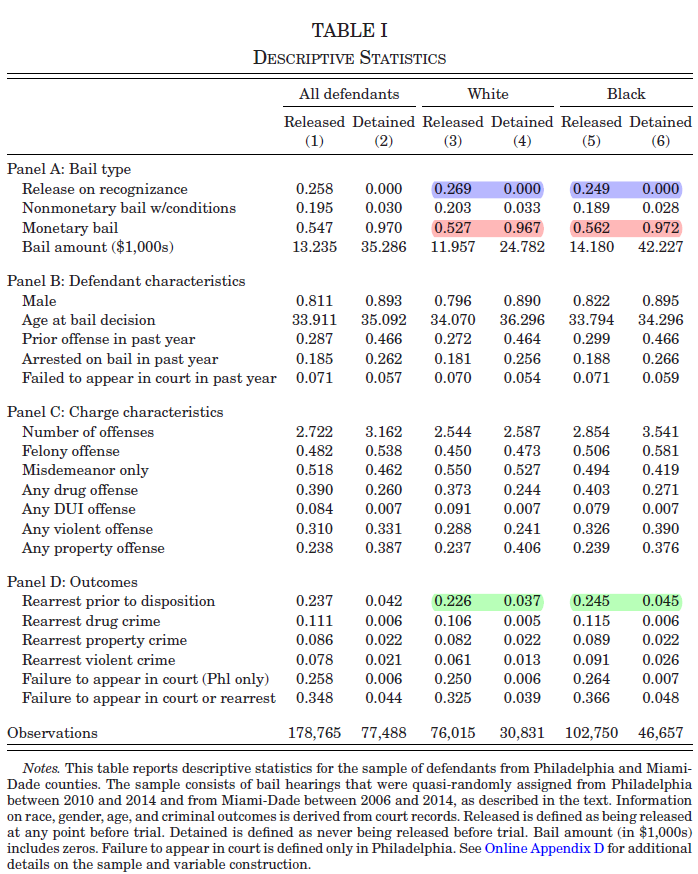 TABLE I
Descriptive Statistics
All defendants White Black
Released Detained Released Detained Released Detained
(1) (2) (3) (4) (5) (6)
Panel A: Bail type
Release on recognizance 0.258 0.000 0.269 0.000 0.249 0.000
Nonmonetary bail w/conditions 0.195 0.030 0.203 0.033 0.189 0.028
Monetary bail 0.547 0.970 0.527 0.967 0.562 0.972
Bail amount ($1,000s) 13.235 35.286 11.957 24.782 14.180 42.227
Panel B: Defendant characteristics
Male 0.811 0.893 0.796 0.890 0.822 0.895
Age at bail decision 33.911 35.092 34.070 36.296 33.794 34.296
Prior offense in past year 0.287 0.466 0.272 0.464 0.299 0.466
Arrested on bail in past year 0.185 0.262 0.181 0.256 0.188 0.266
Failed to appear in court in past year 0.071 0.057 0.070 0.054 0.071 0.059
Panel C: Charge characteristics
Number of offenses 2.722 3.162 2.544 2.587 2.854 3.541
Felony offense 0.482 0.538 0.450 0.473 0.506 0.581
Misdemeanor only 0.518 0.462 0.550 0.527 0.494 0.419
Any drug offense 0.390 0.260 0.373 0.244 0.403 0.271
Any DUI offense 0.084 0.007 0.091 0.007 0.079 0.007
Any violent offense 0.310 0.331 0.288 0.241 0.326 0.390
Any property offense 0.238 0.387 0.237 0.406 0.239 0.376
Panel D: Outcomes
Rearrest prior to disposition 0.237 0.042 0.226 0.037 0.245 0.045
Rearrest drug crime 0.111 0.006 0.106 0.005 0.115 0.006
Rearrest property crime 0.086 0.022 0.082 0.022 0.089 0.022
Rearrest violent crime 0.078 0.021 0.061 0.013 0.091 0.026
Failure to appear in court (Phl only) 0.258 0.006 0.250 0.006 0.264 0.007
Failure to appear in court or rearrest 0.348 0.044 0.325 0.039 0.366 0.048
Observations 178,765 77,488 76,015 30,831 102,750 46,657
Notes. This table reports descriptive statistics for the sample of defendants from Philadelphia and Miami-
Dade counties. The sample consists of bail hearings that were quasi-randomly assigned from Philadelphia
between 2010 and 2014 and from Miami-Dade between 2006 and 2014, as described in the text. Information
on race, gender, age, and criminal outcomes is derived from court records. Released is defined as being released
at any point before trial. Detained is defined as never being released before trial. Bail amount (in $1,000s)
includes zeros. Failure to appear in court is defined only in Philadelphia. See Online Appendix D for additional
details on the sample and variable construction.